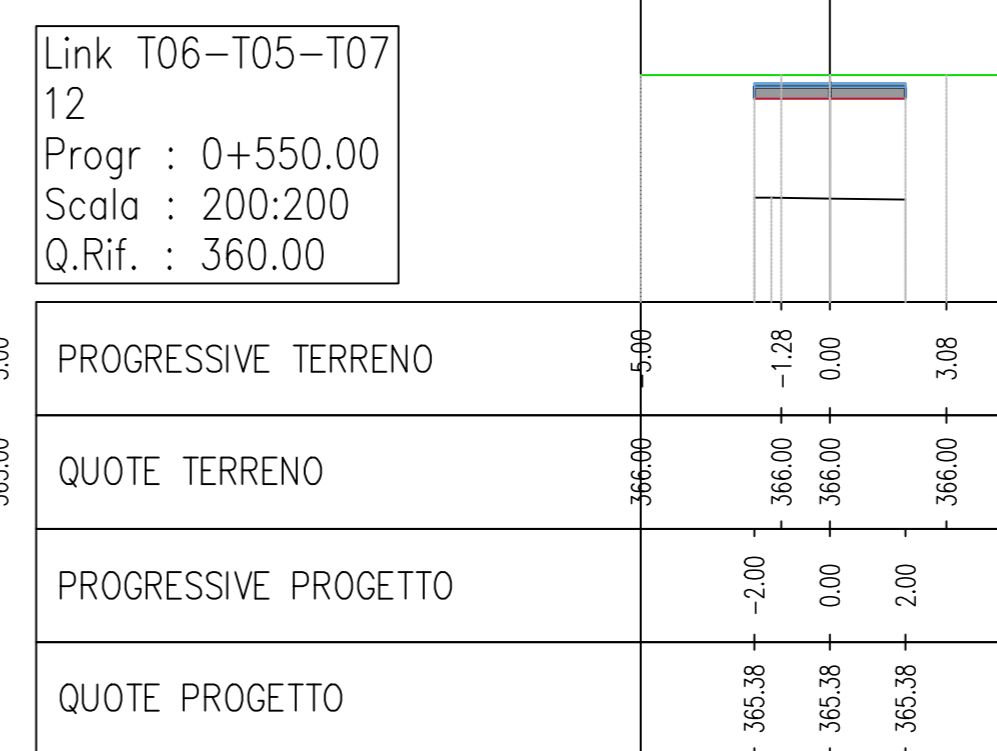 Link T06-T05-T07
12
Progr : 0+550.00
Scala : 200:200
Q.Rif. : 360.00
PROGRESSIVE TERRENO
-5.00
-1.28
0.00
3.08
QUOTE TERRENO
366.00
366.00
366.00
366.00
PROGRESSIVE PROGETTO
-2.00
0.00
2.00
QUOTE PROGETTO
365.38
365.38
365.38